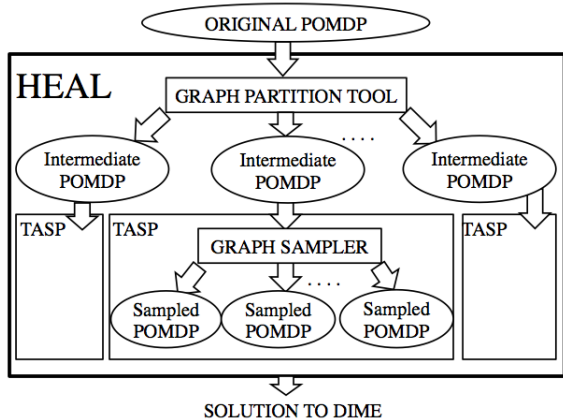 ORIGINAL POMDP
HEAL
GRAPH PARTITION TOOL
. . . .
Intermediate
POMDP
Intermediate
POMDP
Intermediate
POMDP
TASP
TASP
TASP
GRAPH SAMPLER
. . . .
Sampled
POMDP
Sampled
POMDP
Sampled
POMDP
SOLUTION TO DIME